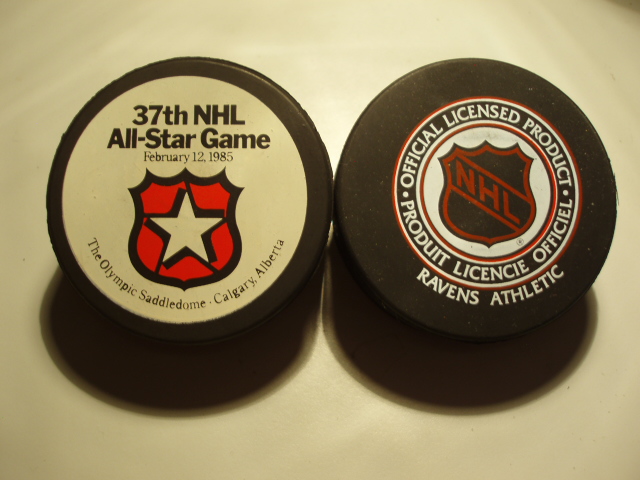 37th NHL
All-Star Game
February 12, 1985
The Olympic Saddledome · Calgary, Alberta
• OFFICIAL LICENSED PRODUCT •
NHL
®
PRODUIT LICENCIE OFFICIEL
RAVENS ATHLETIC